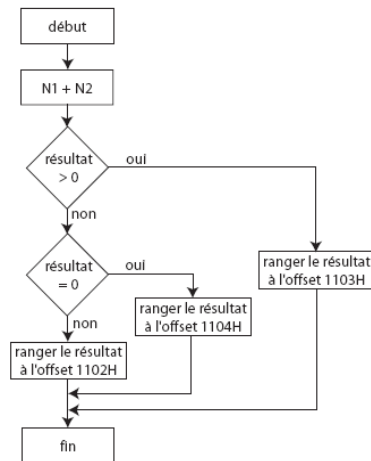 début
N1 + N2
résultat
> 0
oui
non
résultat
= 0
oui
non
ranger le résultat
à l'offset 1103H
ranger le résultat
à l'offset 1104H
ranger le résultat
à l'offset 1102H
fin